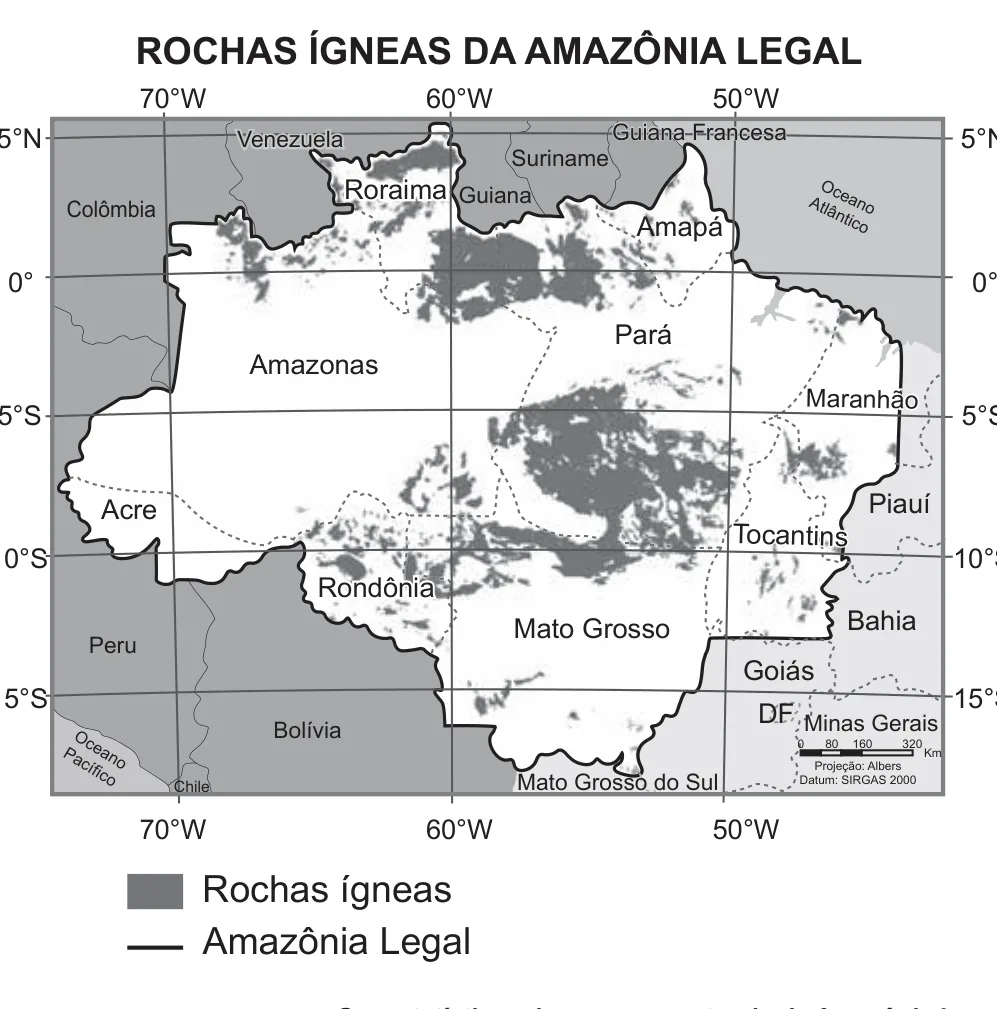 ROCHAS ÍGNEAS DA AMAZÔNIA LEGAL
70°W 60°W 50°W
5°N Venezuela Guiana Francesa 5°N
Suriname
Roraima Guiana
Colômbia
Oceano
Atlântico
Amapá
0° 0°
Pará
Amazonas
Maranhão
5°S 5°S
Acre
Piauí
Tocantins
0°S 10°S
Rondônia
Mato Grosso
Bahia
Peru
Goiás
5°S 15°S
DF
Minas Gerais
Bolívia
0 80 160 320
Km
Oceano
Pacífico
Projeção: Albers
Datum: SIRGAS 2000
Chile
Mato Grosso do Sul
70°W 60°W 50°W
Rochas ígneas
Amazônia Legal